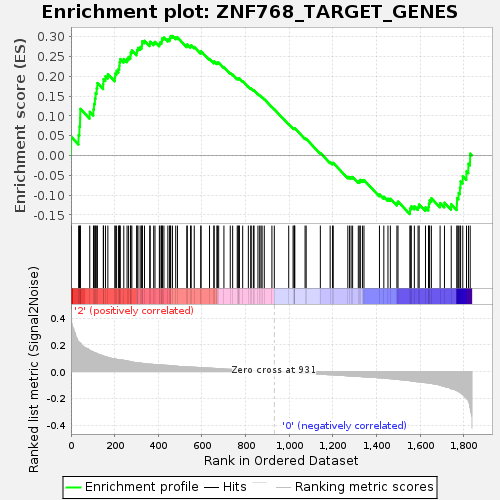 Enrichment plot: ZNF768_TARGET_GENES
Enrichment score (ES)
0.30
0.25
0.20
0.15
0.10
0.05
0.00
-0.05
-0.10
-0.15
'2' (positively correlated)
0.4
0.2
Zero cross at 931
0.0
-0.2
'0' (negatively correlated)
-0.4
Ranked list metric (Signal2Noise)
0
200
400
600
800
1,000
1,200
1,400
1,600
1,800
Rank in Ordered Dataset
Enrichment profile
Hits
Ranking metric scores